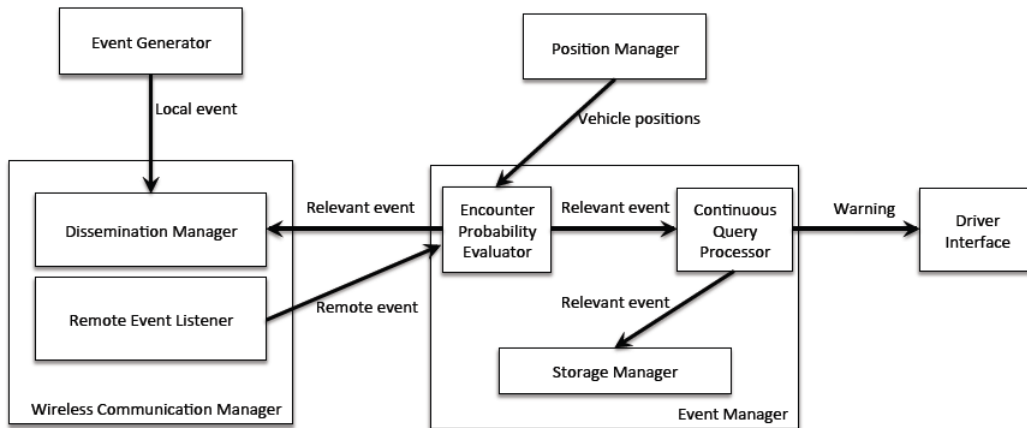 Event Generator
Position Manager
Local event
Vehicle positions
Relevant event
Encounter
Probability
Evaluator
Relevant event
Continuous
Query
Processor
Warning
Driver
Interface
Dissemination Manager
Remote Event Listener
Remote event
Relevant event
Storage Manager
Wireless Communication Manager
Event Manager